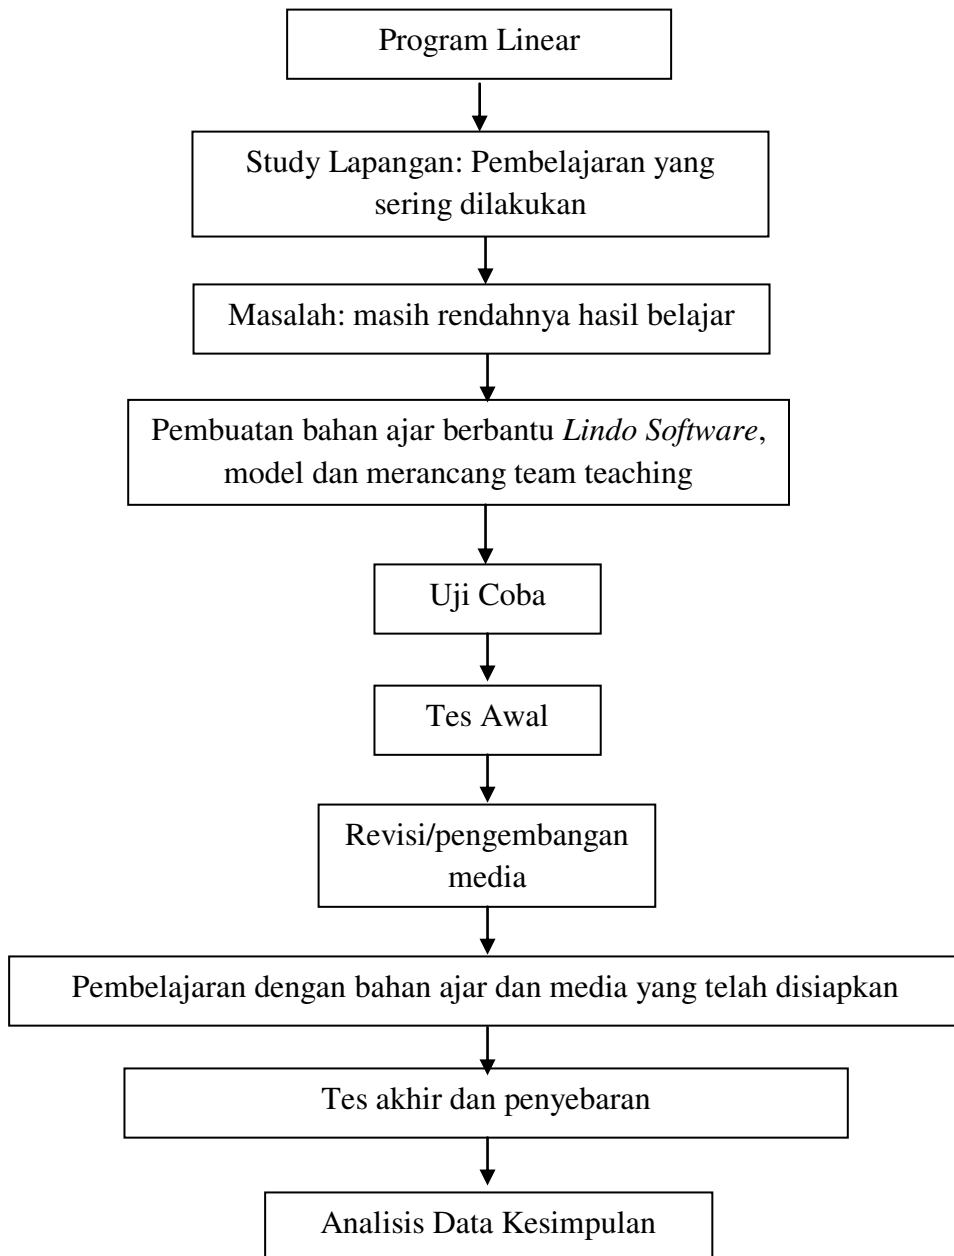 Program Linear
Study Lapangan: Pembelajaran yang
sering dilakukan
Masalah: masih rendahnya hasil belajar
Pembuatan bahan ajar berbantu Lindo Software,
model dan merancang team teaching
Uji Coba
Tes Awal
Revisi/pengembangan
media
Pembelajaran dengan bahan ajar dan media yang telah disiapkan
Tes akhir dan penyebaran
Analisis Data Kesimpulan